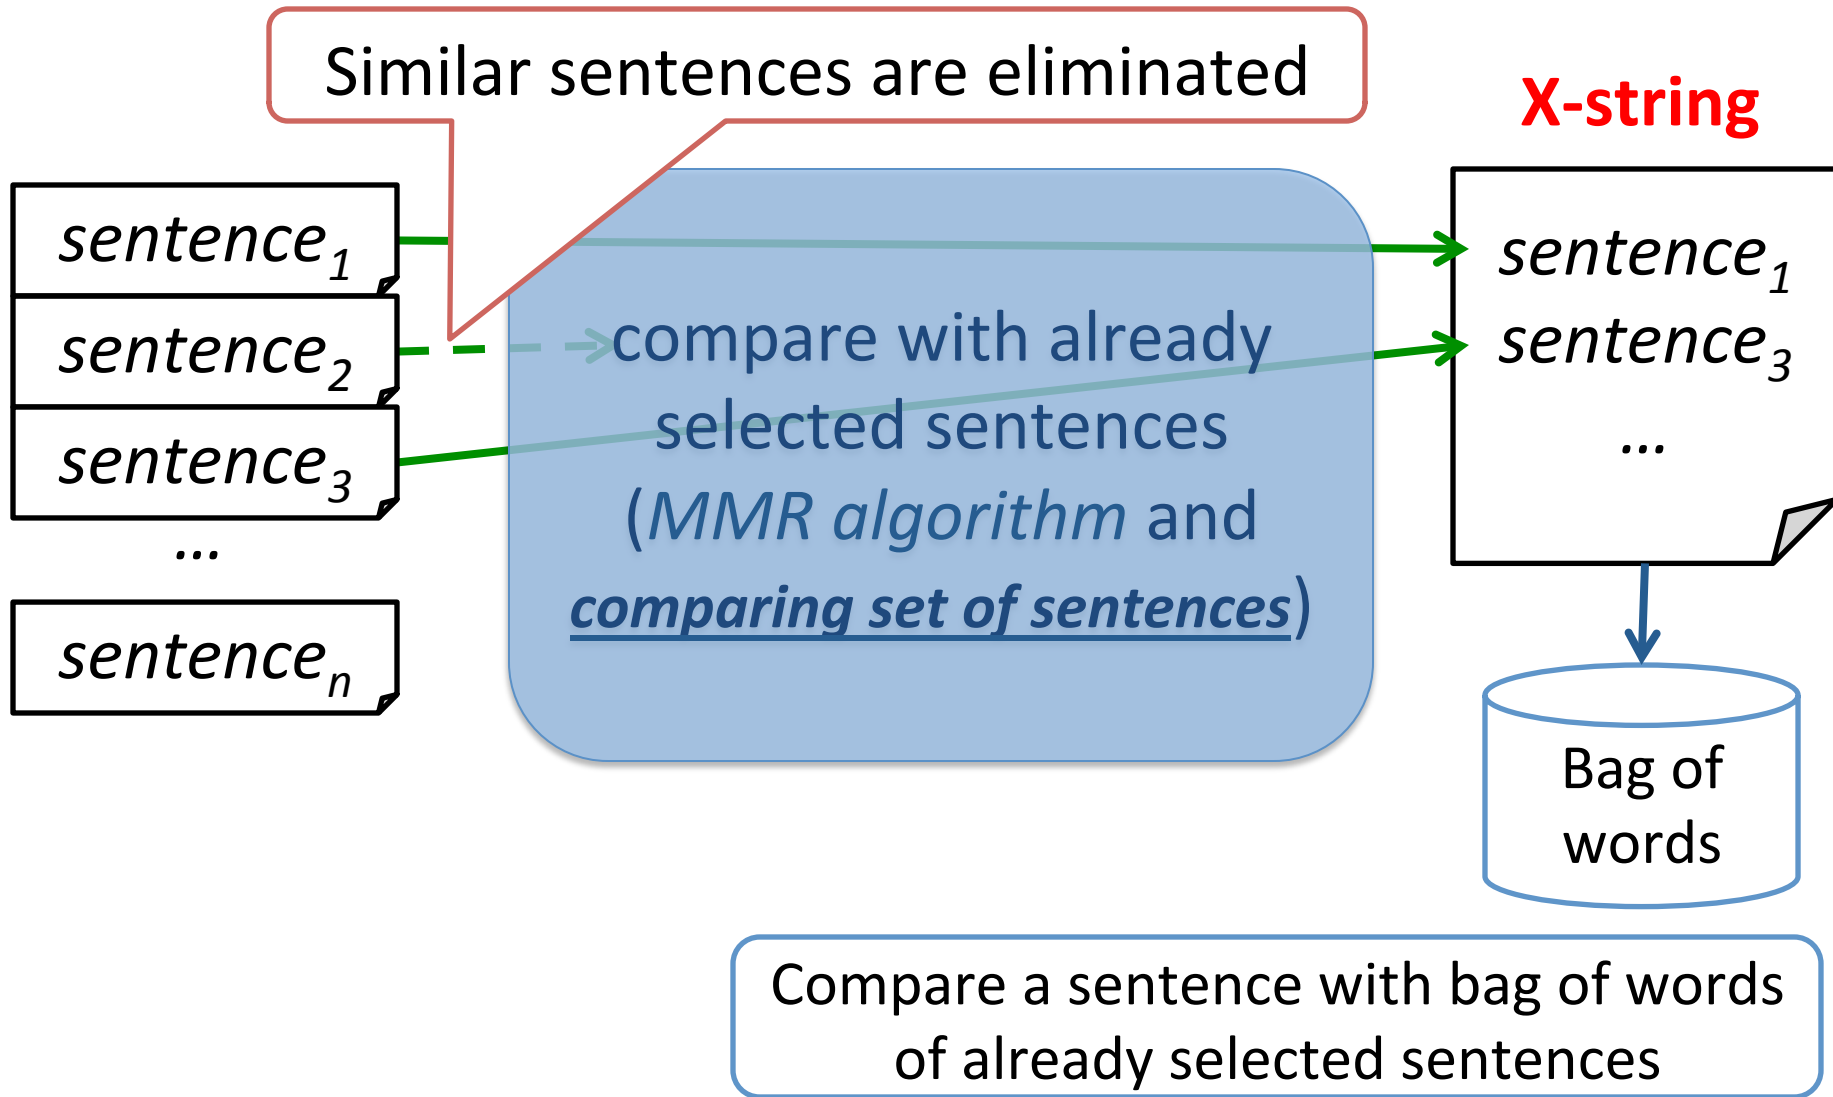 Similar sentences are eliminated
X-string
sentence1
sentence2
sentence3
...
sentencen
compare with already
selected sentences
(MMR algorithm and
comparing set of sentences)
sentence1
sentence3
...
Bag of
words
Compare a sentence with bag of words
of already selected sentences